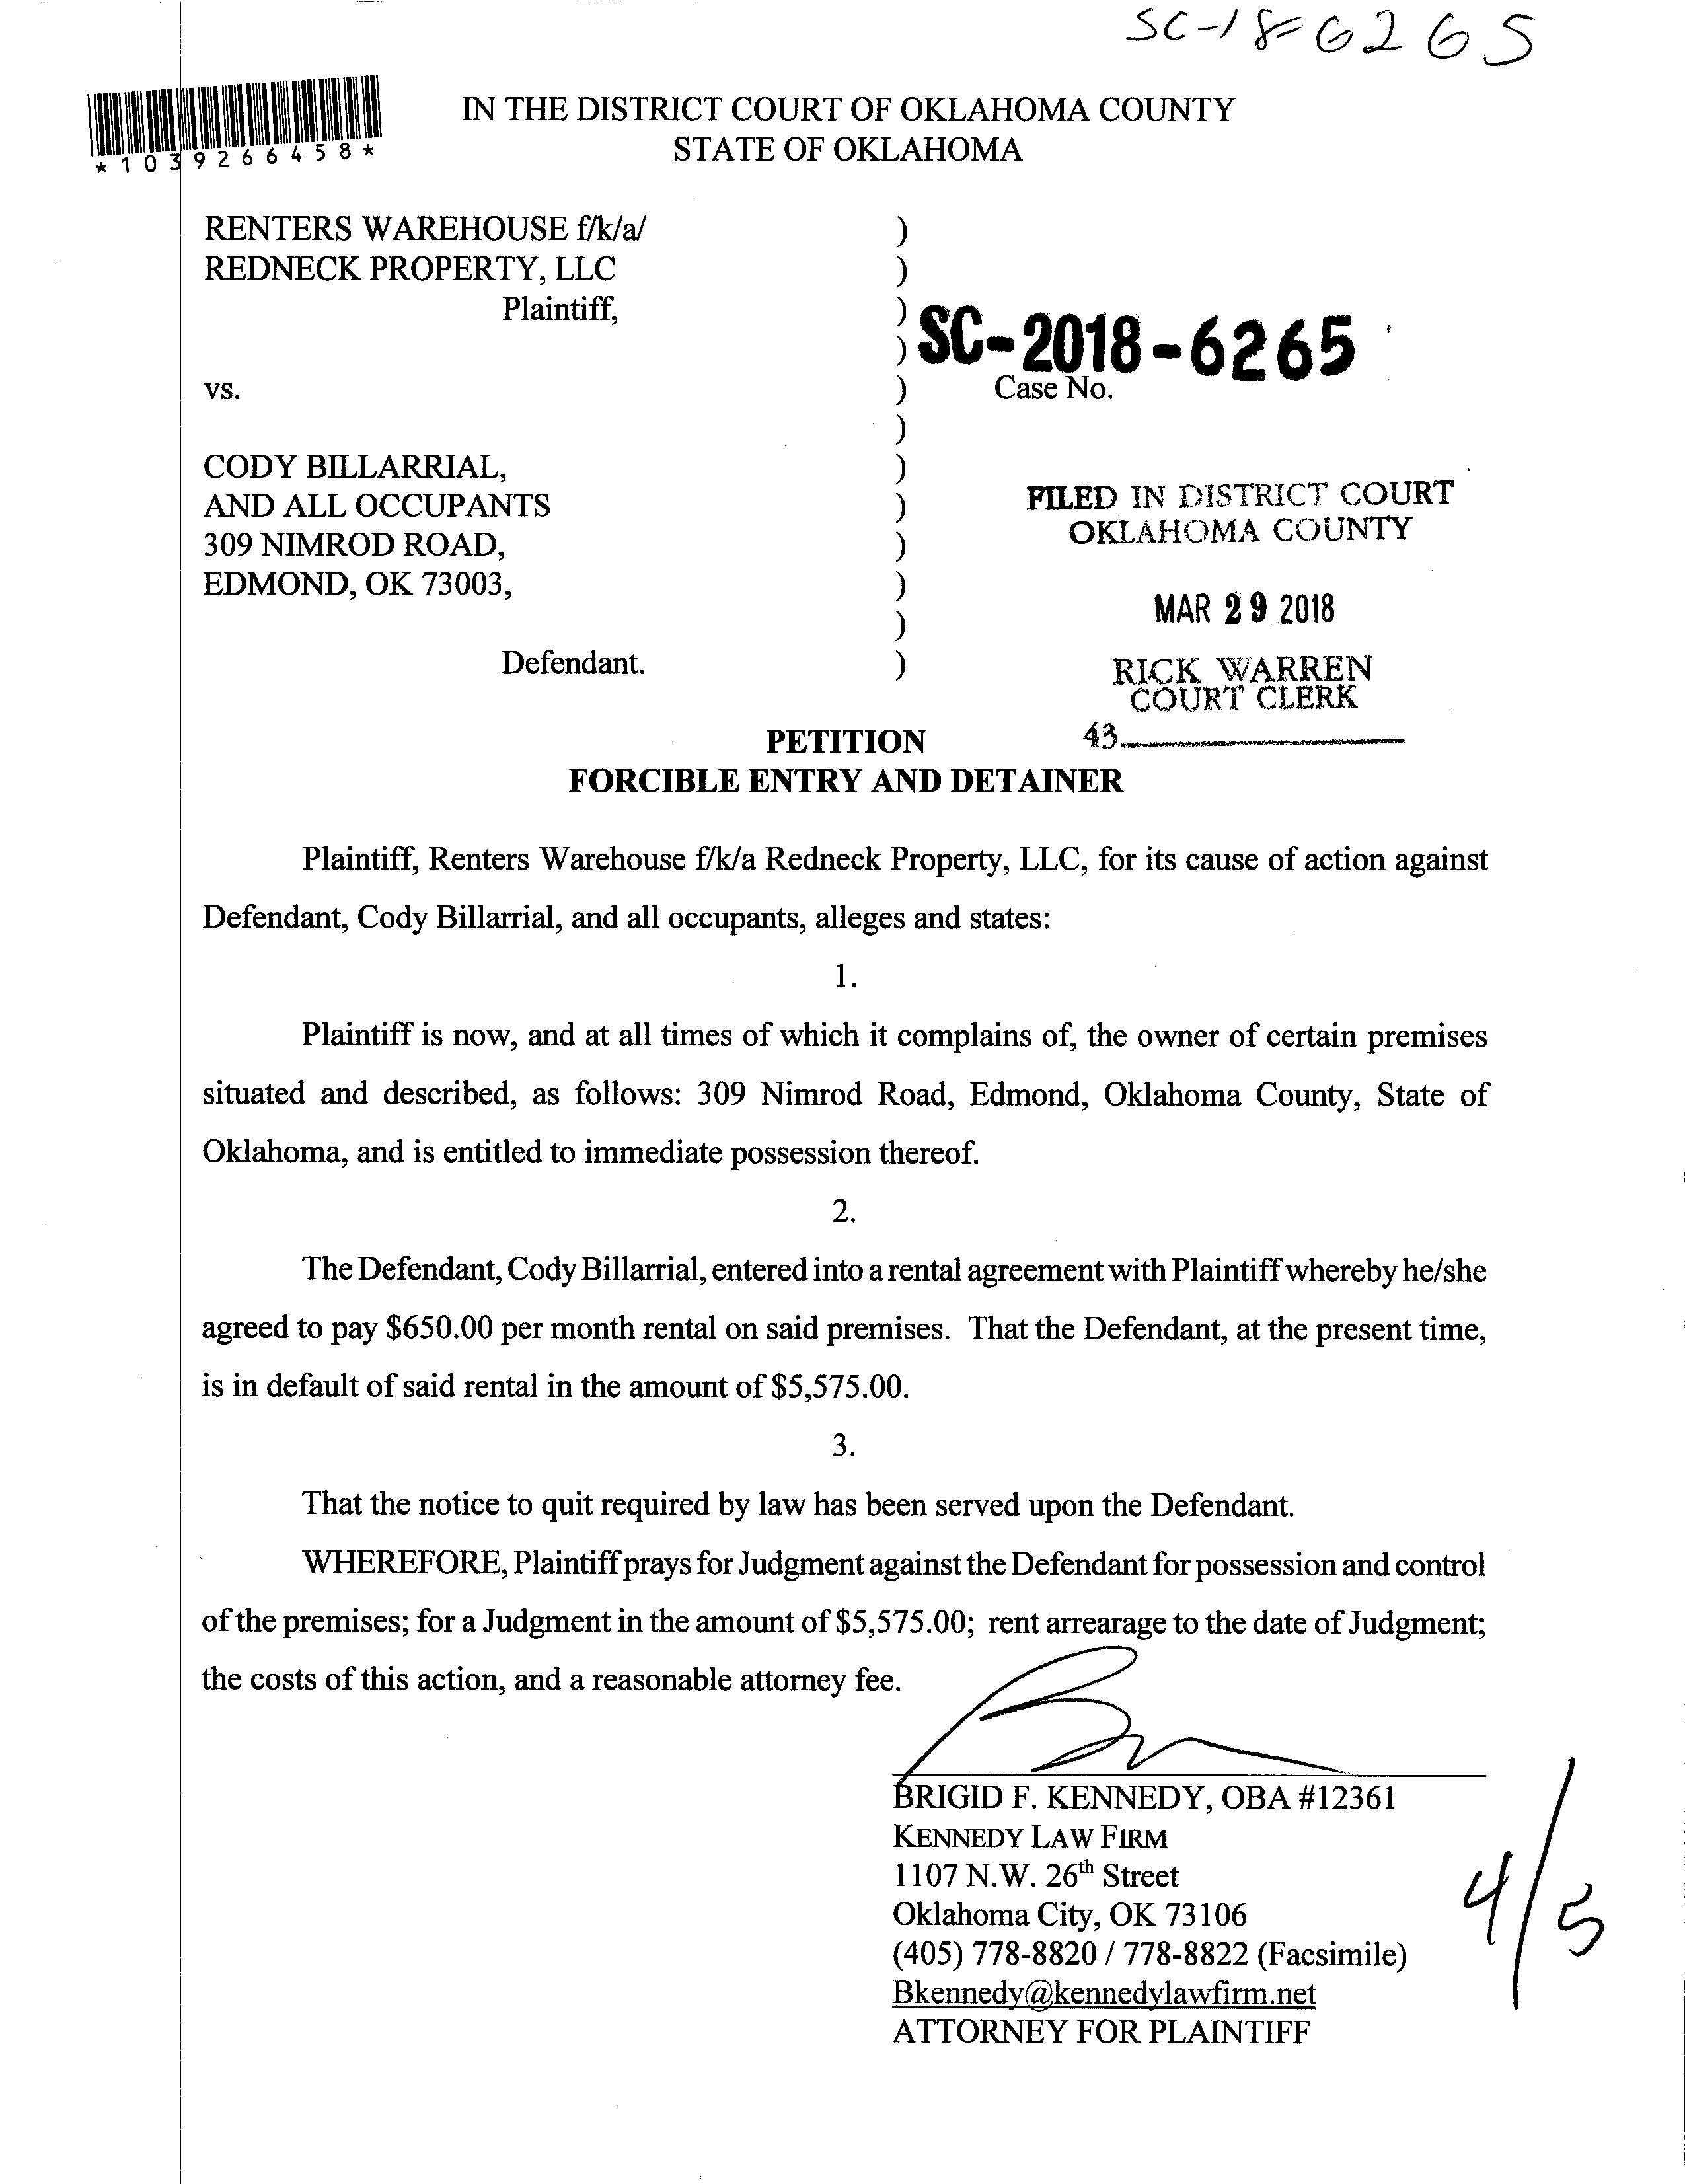 SC-18-6265
*1039266458*
IN THE DISTRICT COURT OF OKLAHOMA COUNTY
STATE OF OKLAHOMA
RENTERS WAREHOUSE f/k/a/ )
REDNECK PROPERTY, LLC )
Plaintiff, )
) SC-2018-6265
vs. ) Case No.
)
CODY BILLARRIAL, )
AND ALL OCCUPANTS )
309 NIMROD ROAD, )
EDMOND, OK 73003, )
)
Defendant. )
FILED IN DISTRICT COURT
OKLAHOMA COUNTY
MAR 29 2018
RICK WARREN
COURT CLERK
43
PETITION
FORCIBLE ENTRY AND DETAINER
Plaintiff, Renters Warehouse f/k/a Redneck Property, LLC, for its cause of action against
Defendant, Cody Billarrial, and all occupants, alleges and states:
1.
Plaintiff is now, and at all times of which it complains of, the owner of certain premises
situated and described, as follows: 309 Nimrod Road, Edmond, Oklahoma County, State of
Oklahoma, and is entitled to immediate possession thereof.
2.
The Defendant, Cody Billarrial, entered into a rental agreement with Plaintiff whereby he/she
agreed to pay $650.00 per month rental on said premises. That the Defendant, at the present time,
is in default of said rental in the amount of $5,575.00.
3.
That the notice to quit required by law has been served upon the Defendant.
WHEREFORE, Plaintiff prays for Judgment against the Defendant for possession and control
of the premises; for a Judgment in the amount of $5,575.00; rent arrearage to the date of Judgment;
the costs of this action, and a reasonable attorney fee.
BRIGID F. KENNEDY, OBA #12361
KENNEDY LAW FIRM
1107 N.W. 26th Street
Oklahoma City, OK 73106
(405) 778-8820 / 778-8822 (Facsimile)
Bkennedy@kennedylawfirm.net
ATTORNEY FOR PLAINTIFF
4/5